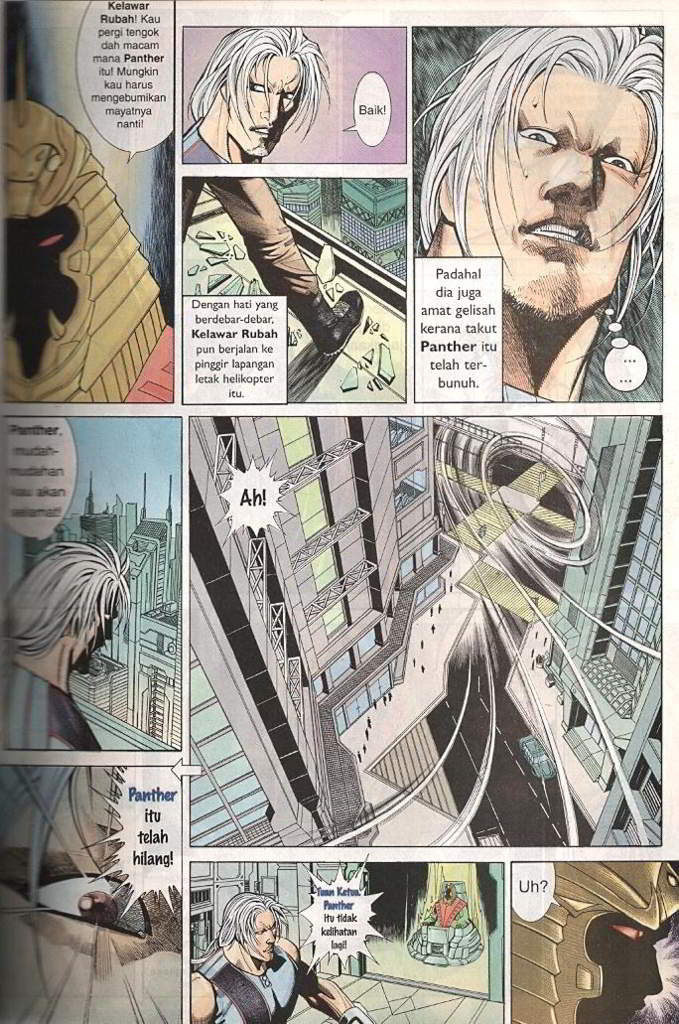 Kelawar
Rubah! Kau
pergi tengok
dah macam
mana Panther
itu! Mungkin
kau harus
mengebumikan
mayatnya
nanti!
Baik!
Padahal
dia juga
amat gelisah
kerana takut
Panther itu
telah ter-
bunuh.
...
...
Dengan hati yang
berdebar-debar,
Kelawar Rubah
pun berjalan ke
pinggir lapangan
letak helikopter
itu.
Panther,
mudah-
mudahan
kau akan
selamat!
Ah!
Panther
itu
telah
hilang!
Tuan Ketua,
Panther
itu tidak
kelihatan
lagi!
Uh?